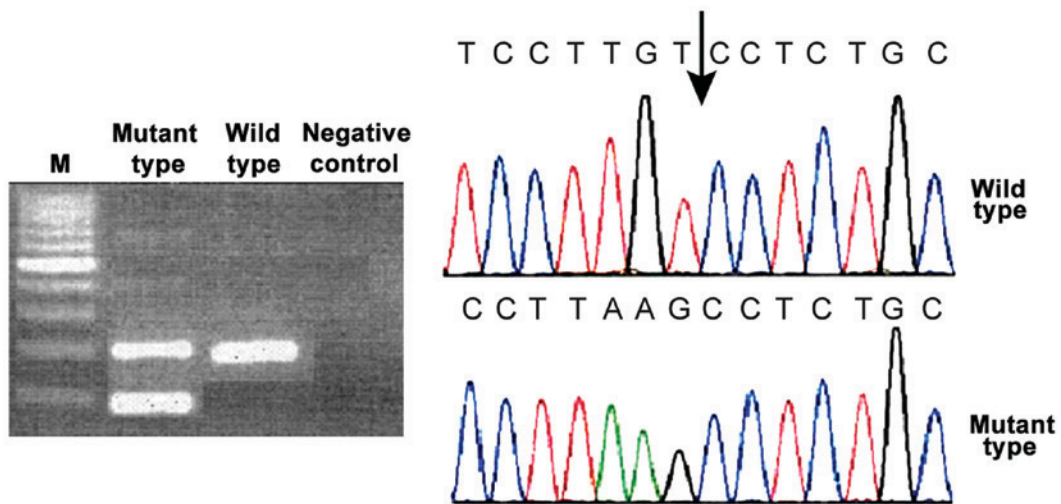 M
Mutant
type
Wild
type
Negative
control
T C C T T G T C C T C T G C
Wild
type
C C T T A A G C C T C T G C
Mutant
type